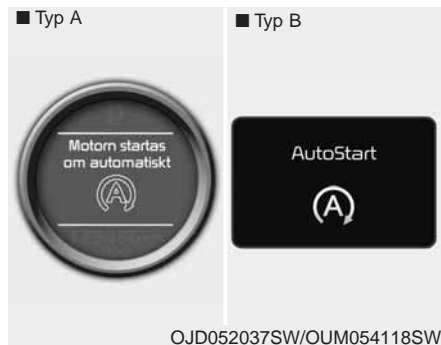 ■ Typ A
Motorn startas
om automatiskt
A
■ Typ B
AutoStart
A
OJD052037SW/OUM054118SW